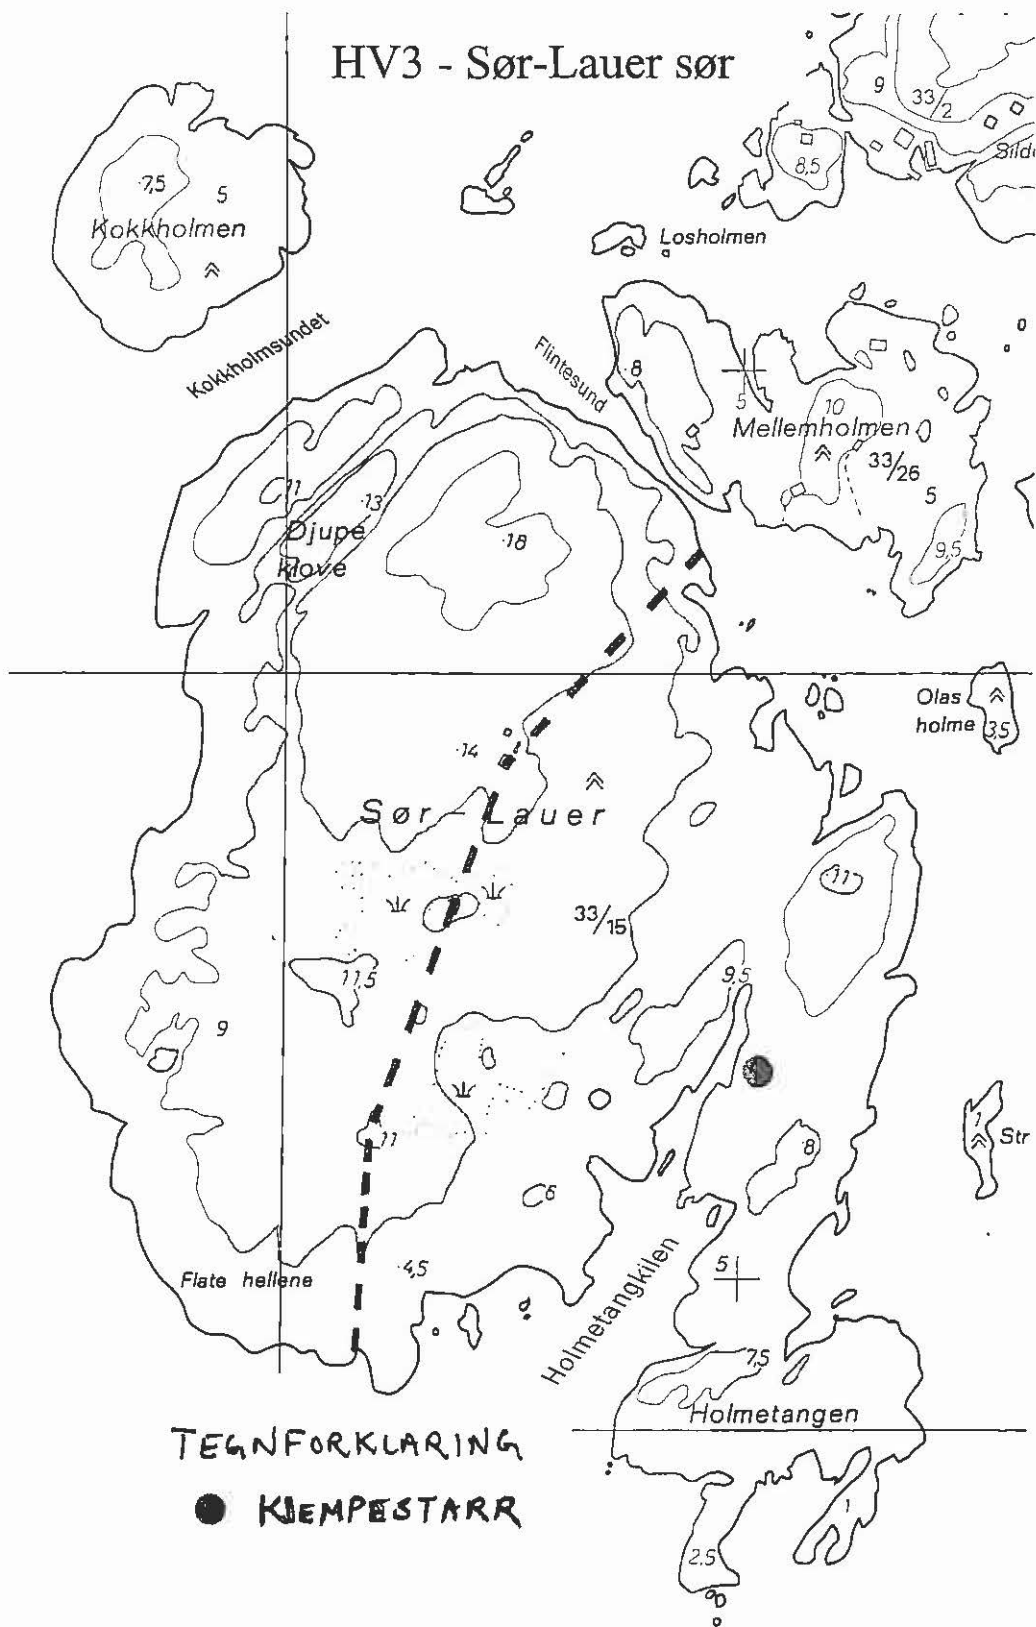 HV3 - Sør-Lauer sør
9
33/2
8,5
Losholmen
·7,5
5
Kokkholmen
Kokkholmsundet
Flintesund
·8
5
10
Mellemholmen
33/26
5
9,5
11
·13
Djupe
klove
·18
Olas
holme
3,5
·14
Sør-Lauer
·11
33/15
11,5
9,5
9
11
8
1
Str
6
Flate hellene
·4,5
5
Holmetangkilen
7,5
Holmetangen
TEGNFORKLARING
KJEMPESTARR
1
2.5